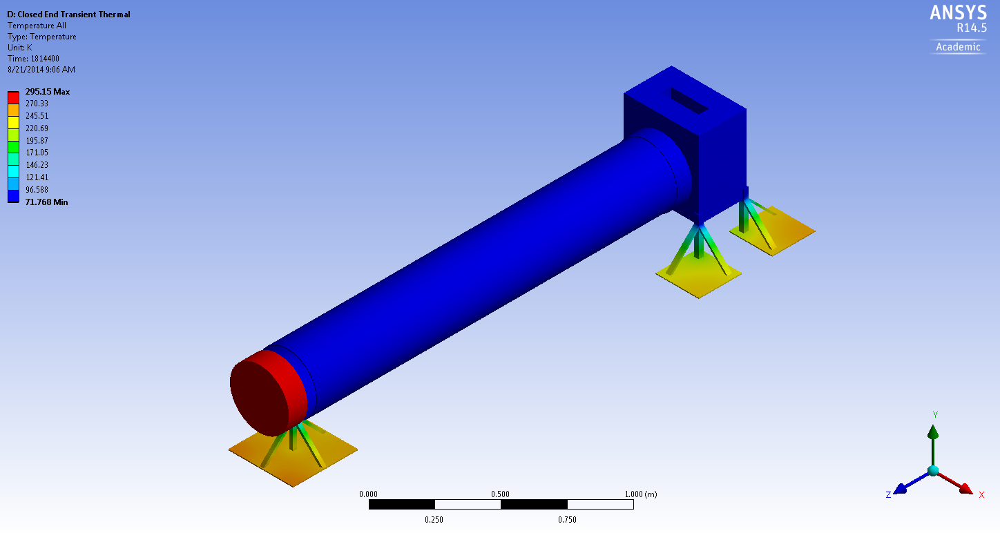 D: Closed End Transient Thermal
Temperature All
Type: Temperature
Unit: K
Time: 1814400
8/21/2014 9:06 AM
295.15 Max
270.33
245.51
220.69
195.87
171.05
146.23
121.41
96.588
71.768 Min
ANSYS
R14.5
Academic
0.000
0.500
1.000 (m)
0.250
0.750
Y
Z
X